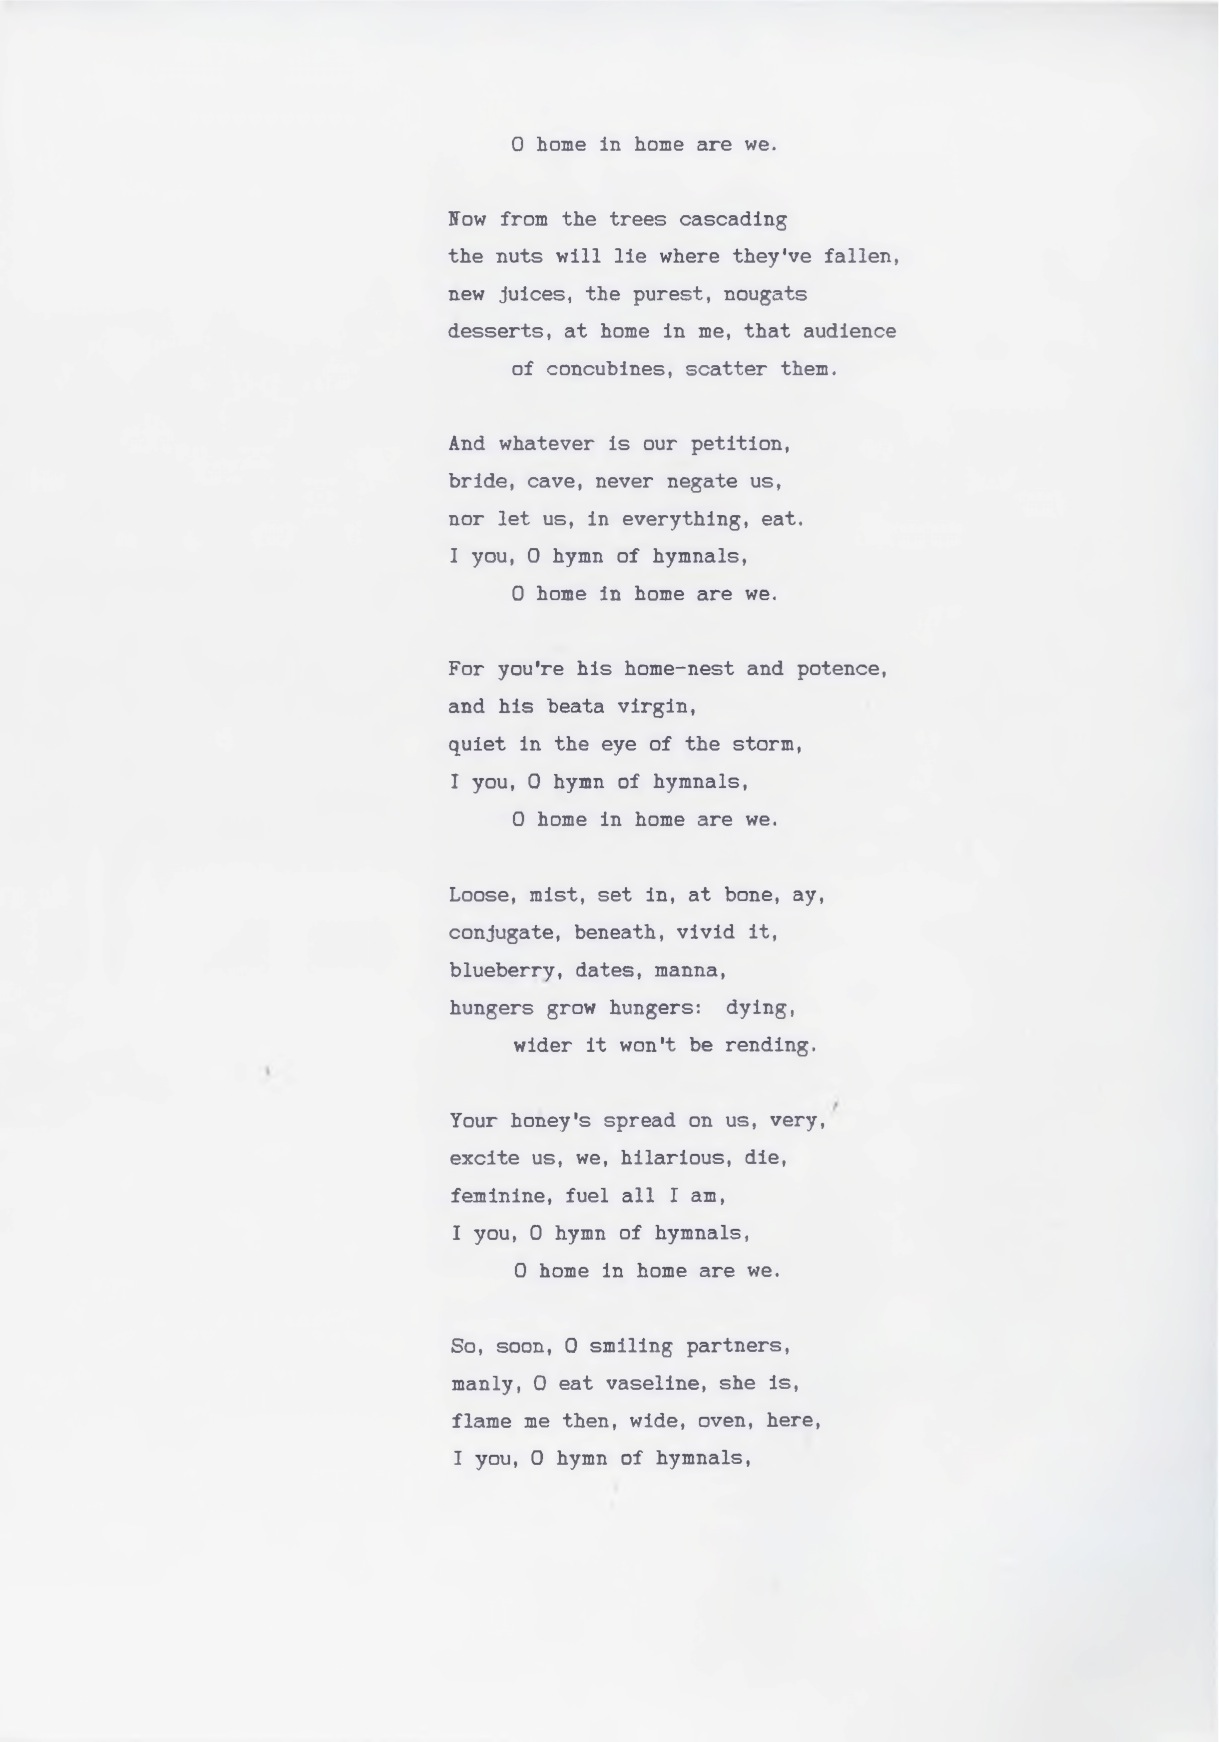 O home in home are we.
Now from the trees cascading
the nuts will lie where they've fallen,
new juices, the purest, nougats
desserts, at home in me, that audience
of concubines, scatter them.
And whatever is our petition,
bride, cave, never negate us,
nor let us, in everything, eat.
I you, O hymn of hymnals,
O home in home are we.
For you're his home-nest and potence,
and his beata virgin,
quiet in the eye of the storm,
I you, O hymn of hymnals,
O home in home are we.
Loose, mist, set in, at bone, ay,
conjugate, beneath, vivid it,
blueberry, dates, manna,
hungers grow hungers:  dying,
wider it won't be rending.
Your honey's spread on us, very,
excite us, we, hilarious, die,
feminine, fuel all I am,
I you, O hymn of hymnals,
O home in home are we.
So, soon, O smiling partners,
manly, O eat vaseline, she is,
flame me then, wide, oven, here,
I you, O hymn of hymnals,